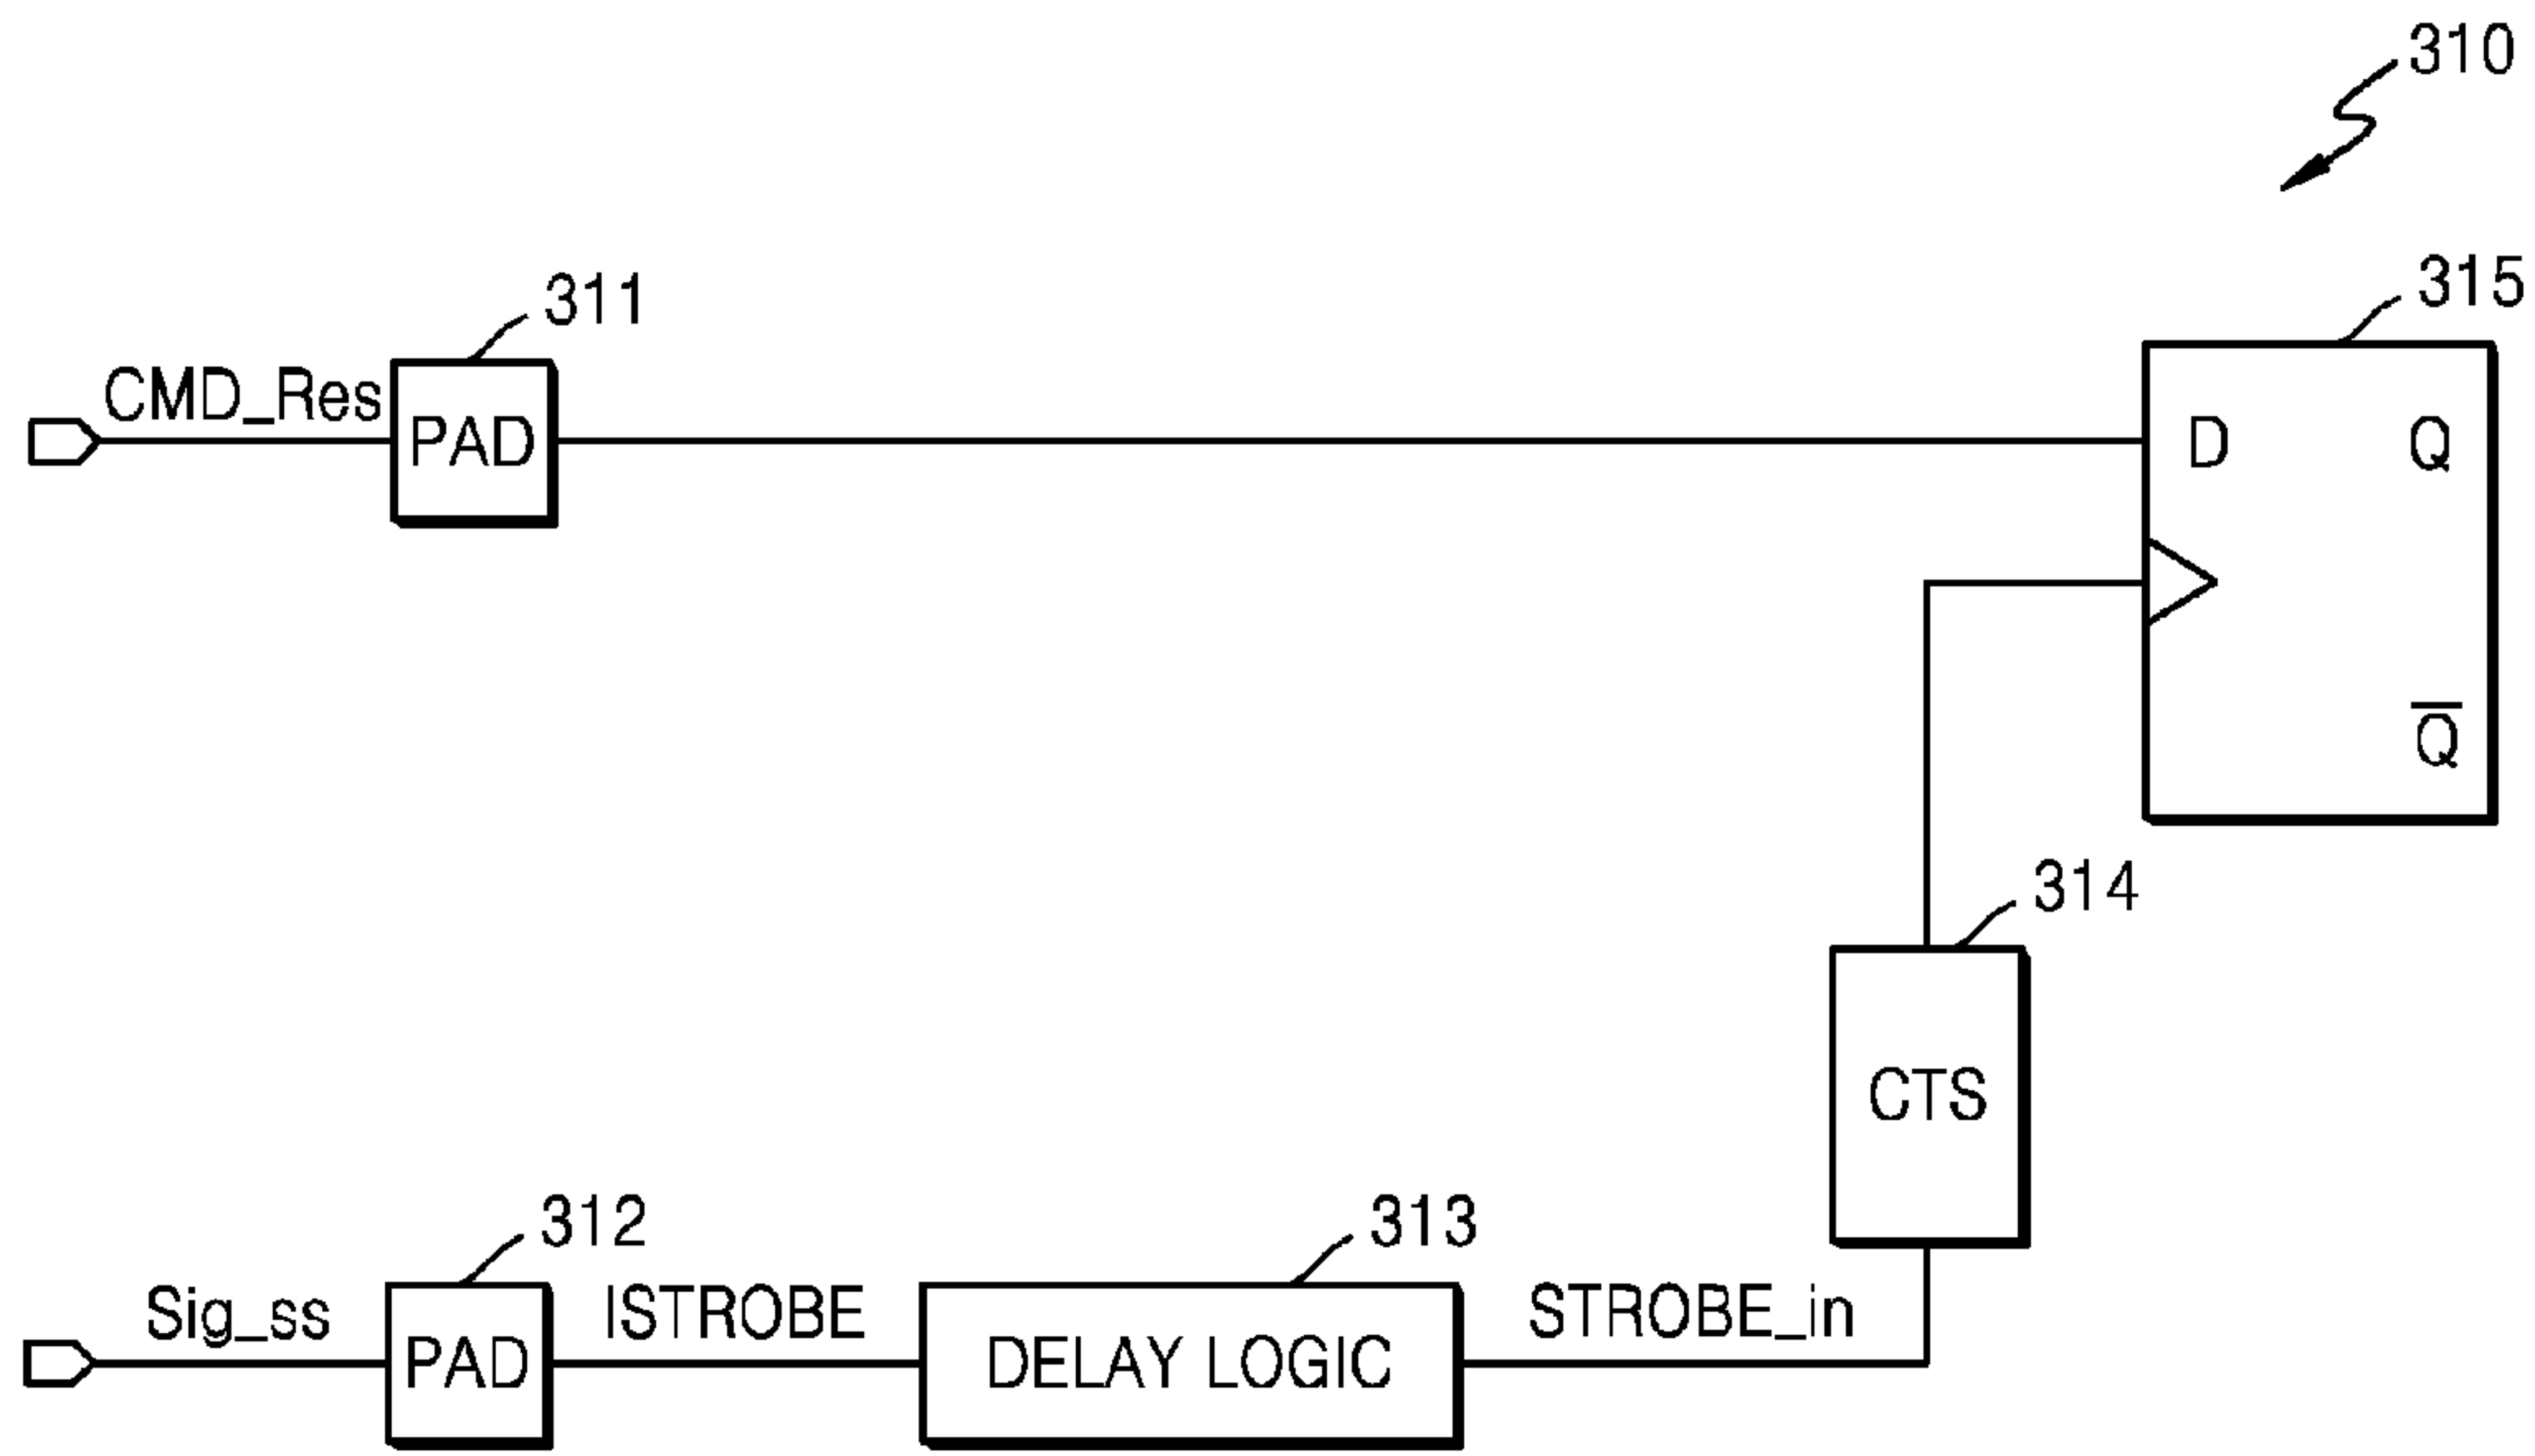 310
311
315
CMD_Res
PAD
D
Q
Q̅
314
CTS
312
313
Sig_ss
ISTROBE
STROBE_in
PAD
DELAY LOGIC